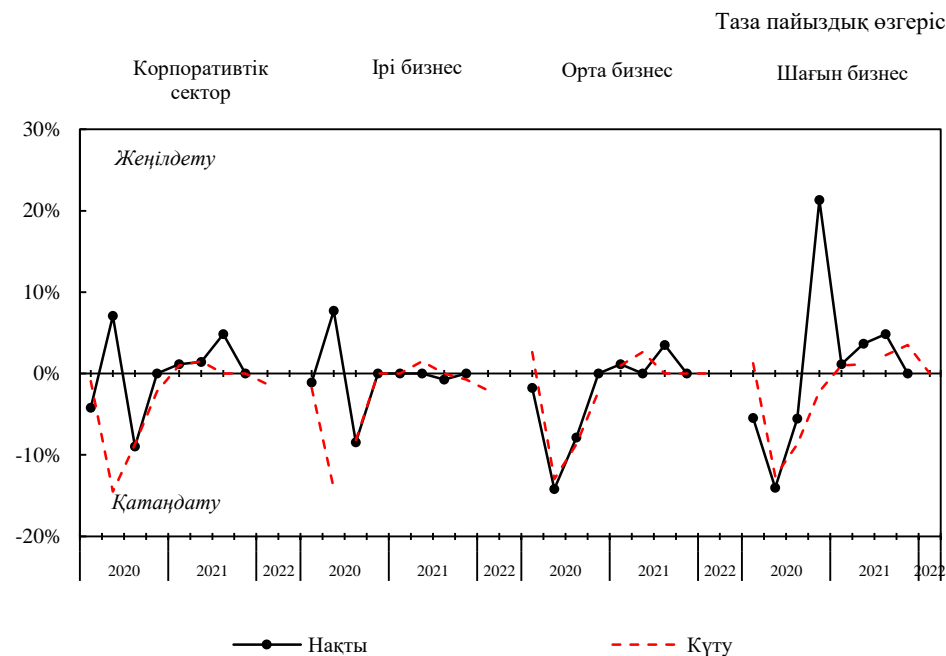 Таза пайыздық өзгеріс
Корпоративтік
сектор
Ірі бизнес
Орта бизнес
Шағын бизнес
30%
20%
10%
0%
-10%
-20%
Жеңілдету
Қатаңдату
2020 2021 2022 2020 2021 2022 2020 2021 2022 2020 2021 2022
Нақты Күту